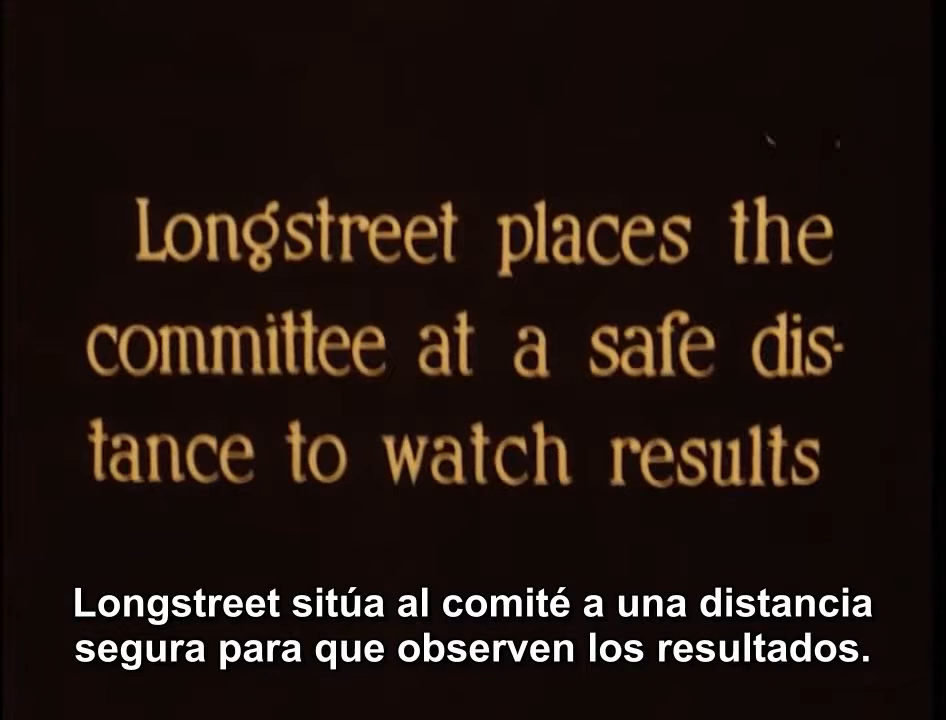 Longstreet places the
committee at a safe dis-
tance to watch results
Longstreet sitúa al comité a una distancia
segura para que observen los resultados.